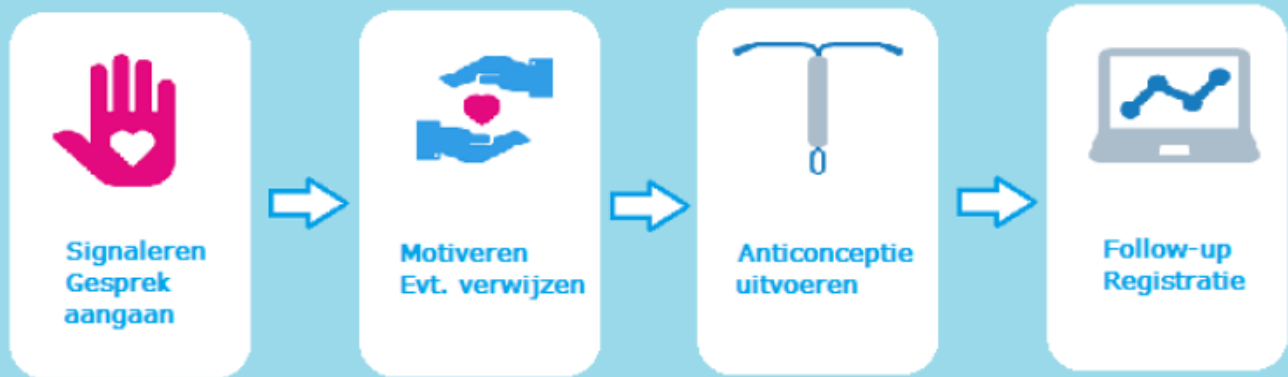 Signaleren
Gesprek
aangaan
Motiveren
Evt. verwijzen
Anticonceptie
uitvoeren
Follow-up
Registratie